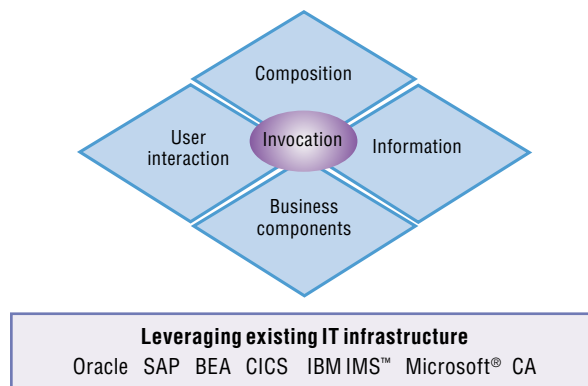 Composition
User
interaction
Invocation
Information
Business
components
Leveraging existing IT infrastructure
Oracle SAP BEA CICS IBM IMS™ Microsoft® CA